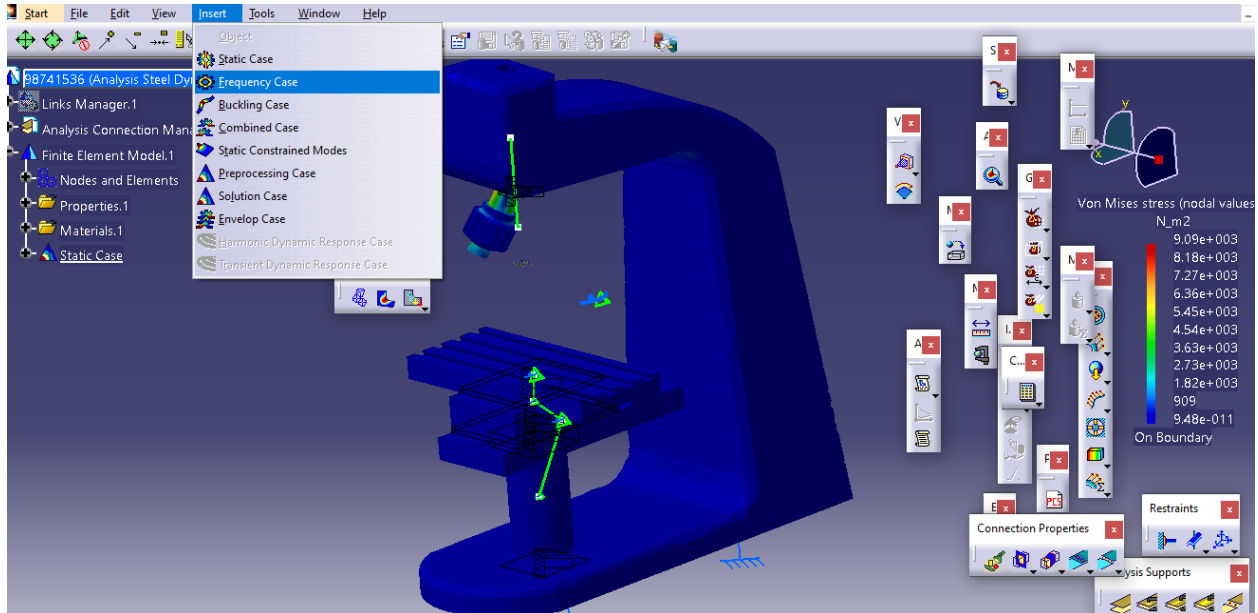 Start File Edit View Insert Tools Window Help
Object
Static Case
Frequency Case
Buckling Case
Combined Case
Static Constrained Modes
Preprocessing Case
Solution Case
Envelop Case
Harmonic Dynamic Response Case
Transient Dynamic Response Case
98741536 (Analysis Steel Dy
Links Manager.1
Analysis Connection Mana
Finite Element Model.1
Nodes and Elements
Properties.1
Materials.1
Static Case
S
M
V
A
G
M
M
M
I.
C...
A
P
PCS
E
y
x
Von Mises stress (nodal values
N_m2
9.09e+003
8.18e+003
7.27e+003
6.36e+003
5.45e+003
4.54e+003
3.63e+003
2.73e+003
1.82e+003
909
9.48e-011
On Boundary
Restraints
Connection Properties
ysis Supports